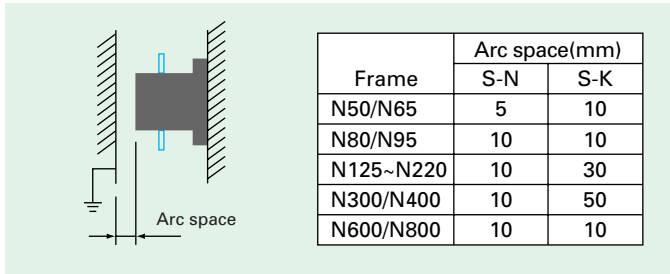 Arc space
Arc space(mm)
Frame S-N S-K
N50/N65 5 10
N80/N95 10 10
N125~N220 10 30
N300/N400 10 50
N600/N800 10 10